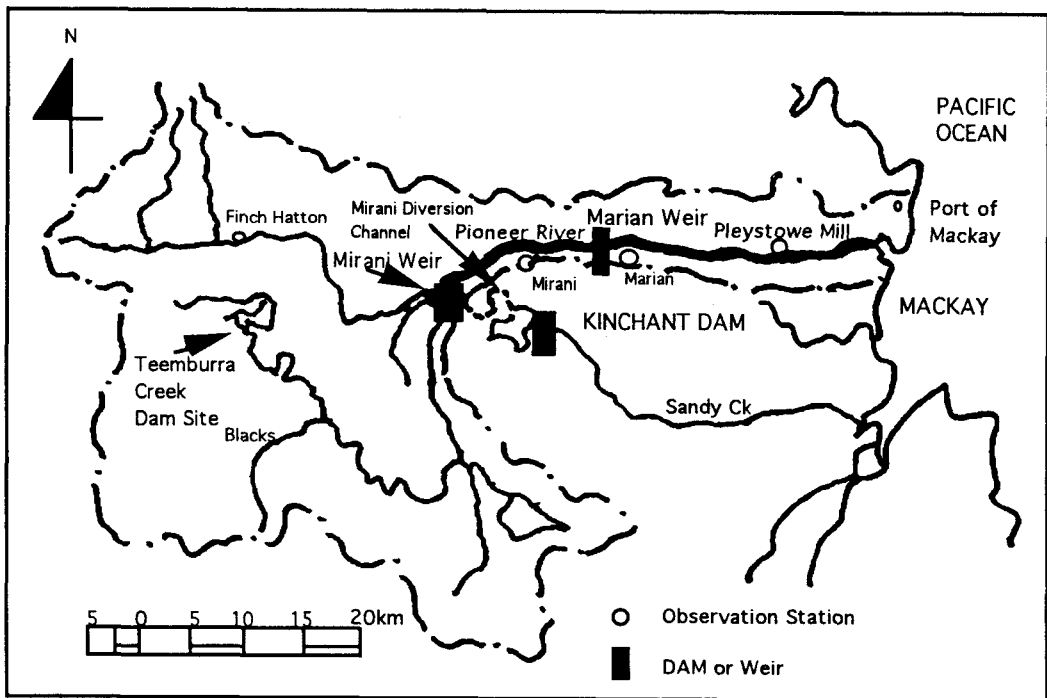 N
PACIFIC
OCEAN
Port of
Mackay
Finch Hatton
Mirani Diversion
Channel
Pioneer River
Marian Weir
Pleystowe Mill
Mirani Weir
Mirani
Marian
MACKAY
KINCHANT DAM
Teemburra
Creek
Dam Site
Blacks
Sandy Ck
5 0 5 10 15 20km
Observation Station
DAM or Weir